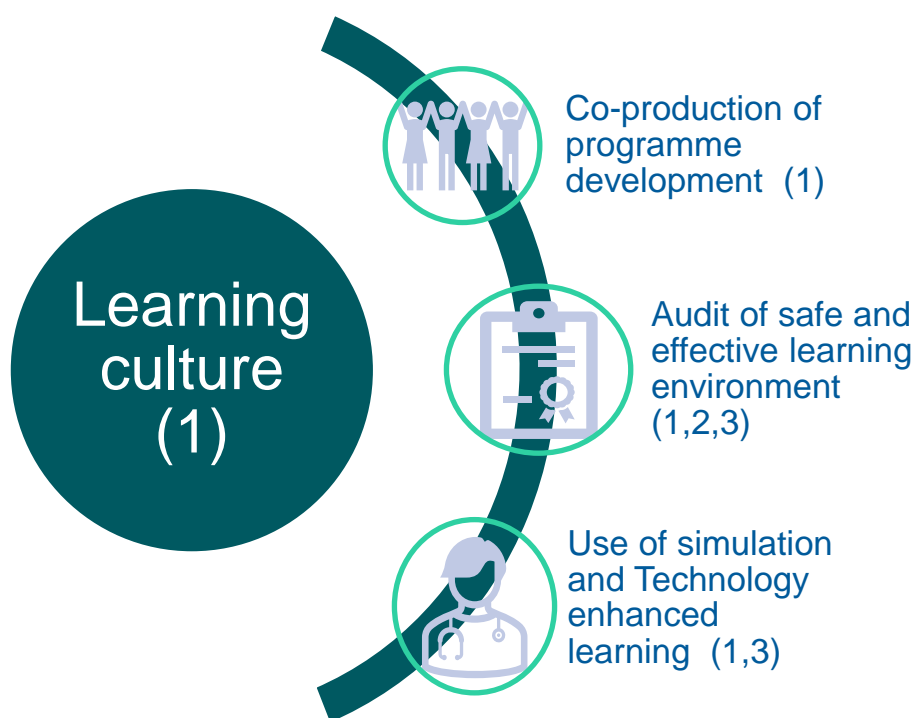 Learning
culture
(1)
Co-production of
programme
development (1)
Audit of safe and
effective learning
environment
(1,2,3)
Use of simulation
and Technology
enhanced
learning (1,3)